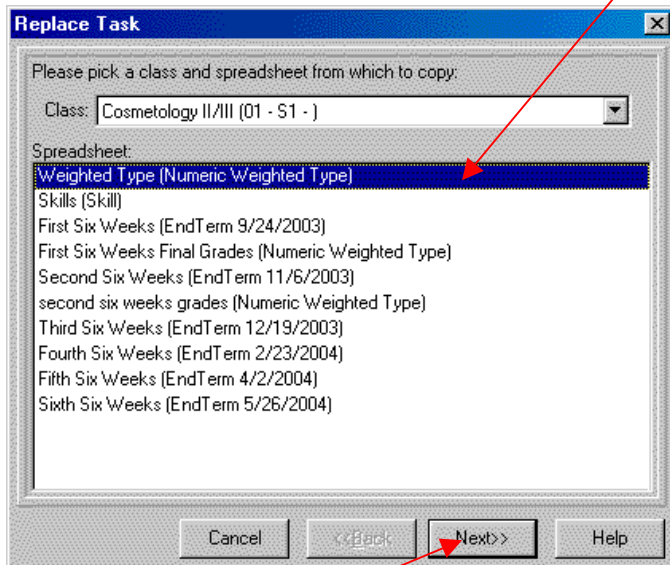 Replace Task
Please pick a class and spreadsheet from which to copy:
Class: Cosmetology II/III (01 - S1 - )
Spreadsheet:
Weighted Type (Numeric Weighted Type)
Skills (Skill)
First Six Weeks (EndTerm 9/24/2003)
First Six Weeks Final Grades (Numeric Weighted Type)
Second Six Weeks (EndTerm 11/6/2003)
second six weeks grades (Numeric Weighted Type)
Third Six Weeks (EndTerm 12/19/2003)
Fourth Six Weeks (EndTerm 2/23/2004)
Fifth Six Weeks (EndTerm 4/2/2004)
Sixth Six Weeks (EndTerm 5/26/2004)
Cancel <<Back Next>> Help